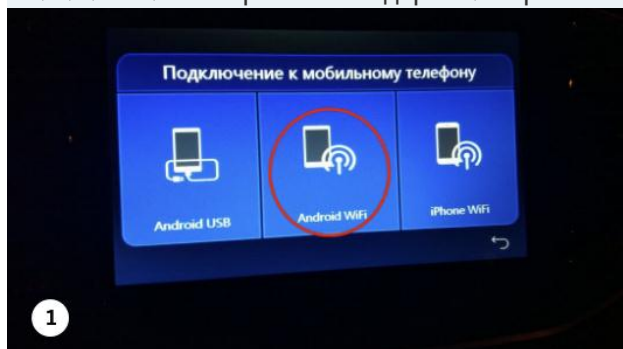 Подключение к мобильному телефону
Android USB
Android WiFi
iPhone WiFi
1